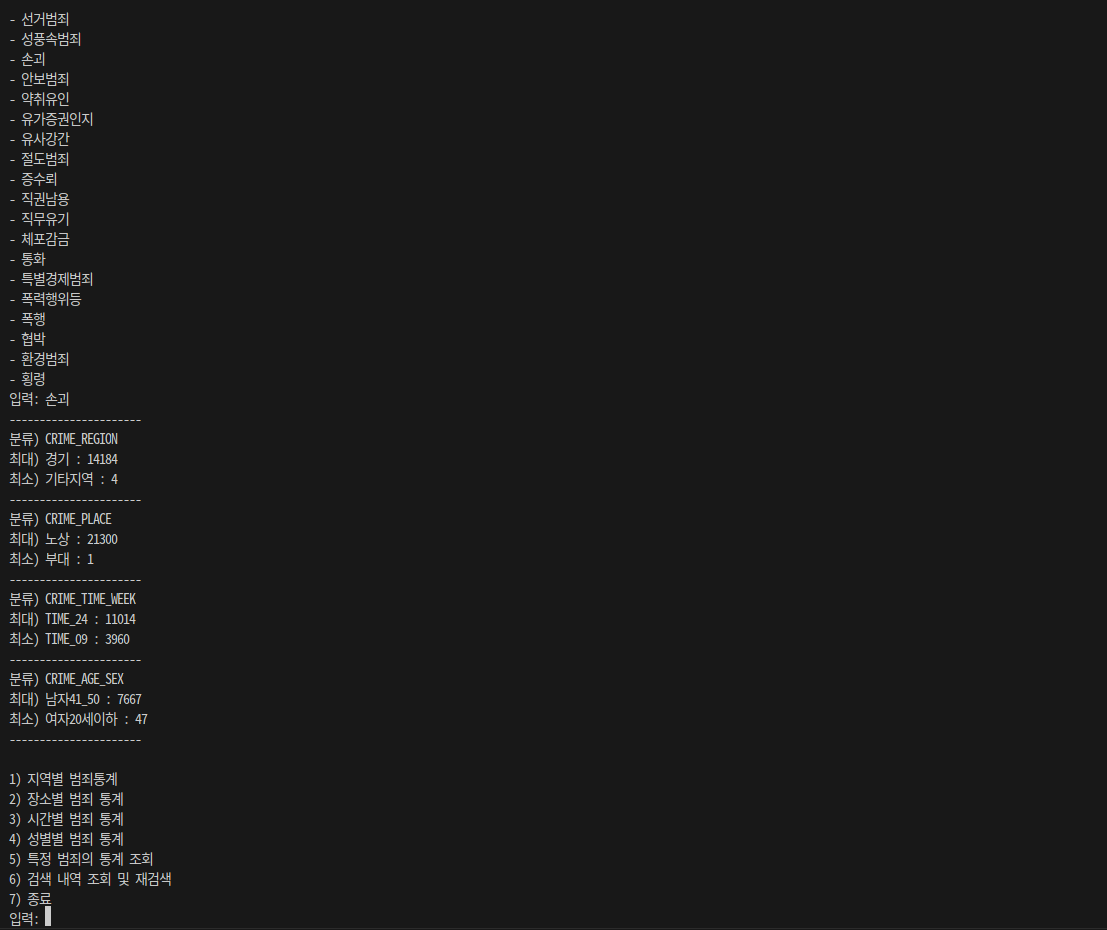 - 선거범죄
- 성풍속범죄
- 손괴
- 안보범죄
- 약취유인
- 유가증권인지
- 유사강간
- 절도범죄
- 증수뢰
- 직권남용
- 직무유기
- 체포감금
- 통화
- 특별경제범죄
- 폭력행위등
- 폭행
- 협박
- 환경범죄
- 횡령
입력: 손괴
----------------------
분류) CRIME_REGION
최대) 경기 : 14184
최소) 기타지역 : 4
----------------------
분류) CRIME_PLACE
최대) 노상 : 21300
최소) 부대 : 1
----------------------
분류) CRIME_TIME_WEEK
최대) TIME_24 : 11014
최소) TIME_09 : 3960
----------------------
분류) CRIME_AGE_SEX
최대) 남자41_50 : 7667
최소) 여자20세이하 : 47
----------------------

1) 지역별 범죄통계
2) 장소별 범죄 통계
3) 시간별 범죄 통계
4) 성별별 범죄 통계
5) 특정 범죄의 통계 조회
6) 검색 내역 조회 및 재검색
7) 종료
입력: